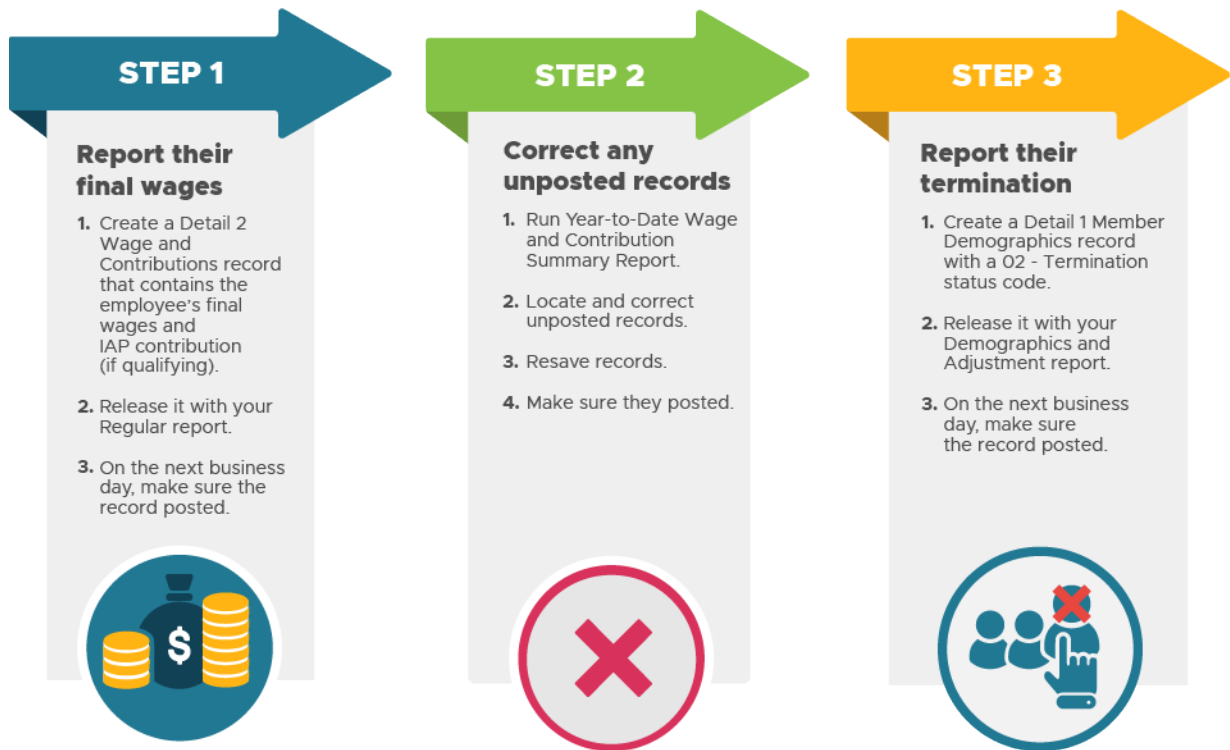 STEP 1
Report their
final wages
1. Create a Detail 2
Wage and
Contributions record
that contains the
employee's final
wages and
IAP contribution
(if qualifying).
2. Release it with your
Regular report.
3. On the next business
day, make sure the
record posted.
$
STEP 2
Correct any
unposted records
1. Run Year-to-Date Wage
and Contribution
Summary Report.
2. Locate and correct
unposted records.
3. Resave records.
4. Make sure they posted.
STEP 3
Report their
termination
1. Create a Detail 1 Member
Demographics record
with a 02 - Termination
status code.
2. Release it with your
Demographics and
Adjustment report.
3. On the next business
day, make sure
the record posted.